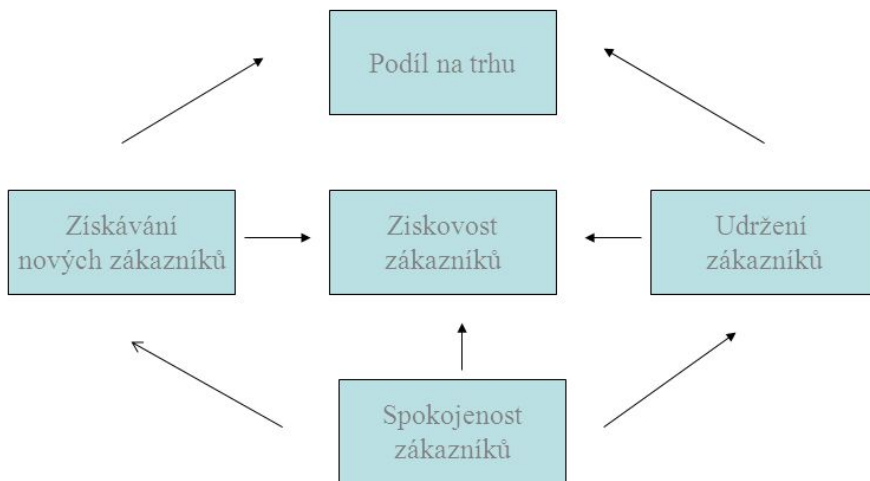 Podíl na trhu
Získávání
nových zákazníků
Ziskovost
zákazníků
Udržení
zákazníků
Spokojenost
zákazníků